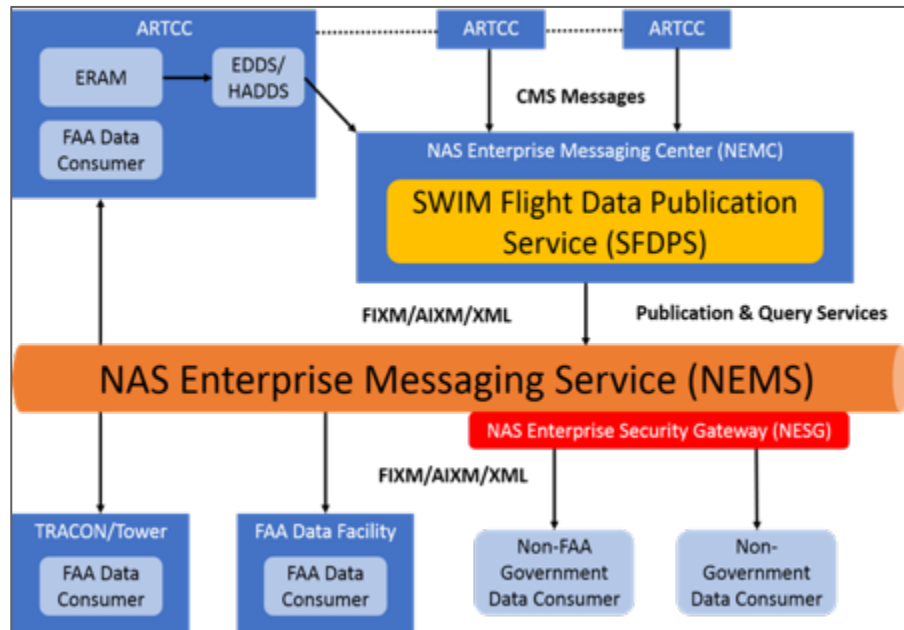 ARTCC
ARTCC
ARTCC
ERAM
EDDS/
HADDS
FAA Data
Consumer
CMS Messages
NAS Enterprise Messaging Center (NEMC)
SWIM Flight Data Publication
Service (SFDPS)
FIXM/AIXM/XML
Publication & Query Services
NAS Enterprise Messaging Service (NEMS)
NAS Enterprise Security Gateway (NESG)
FIXM/AIXM/XML
TRACON/Tower
FAA Data
Consumer
FAA Data Facility
FAA Data
Consumer
Non-FAA
Government
Data Consumer
Non-
Government
Data Consumer